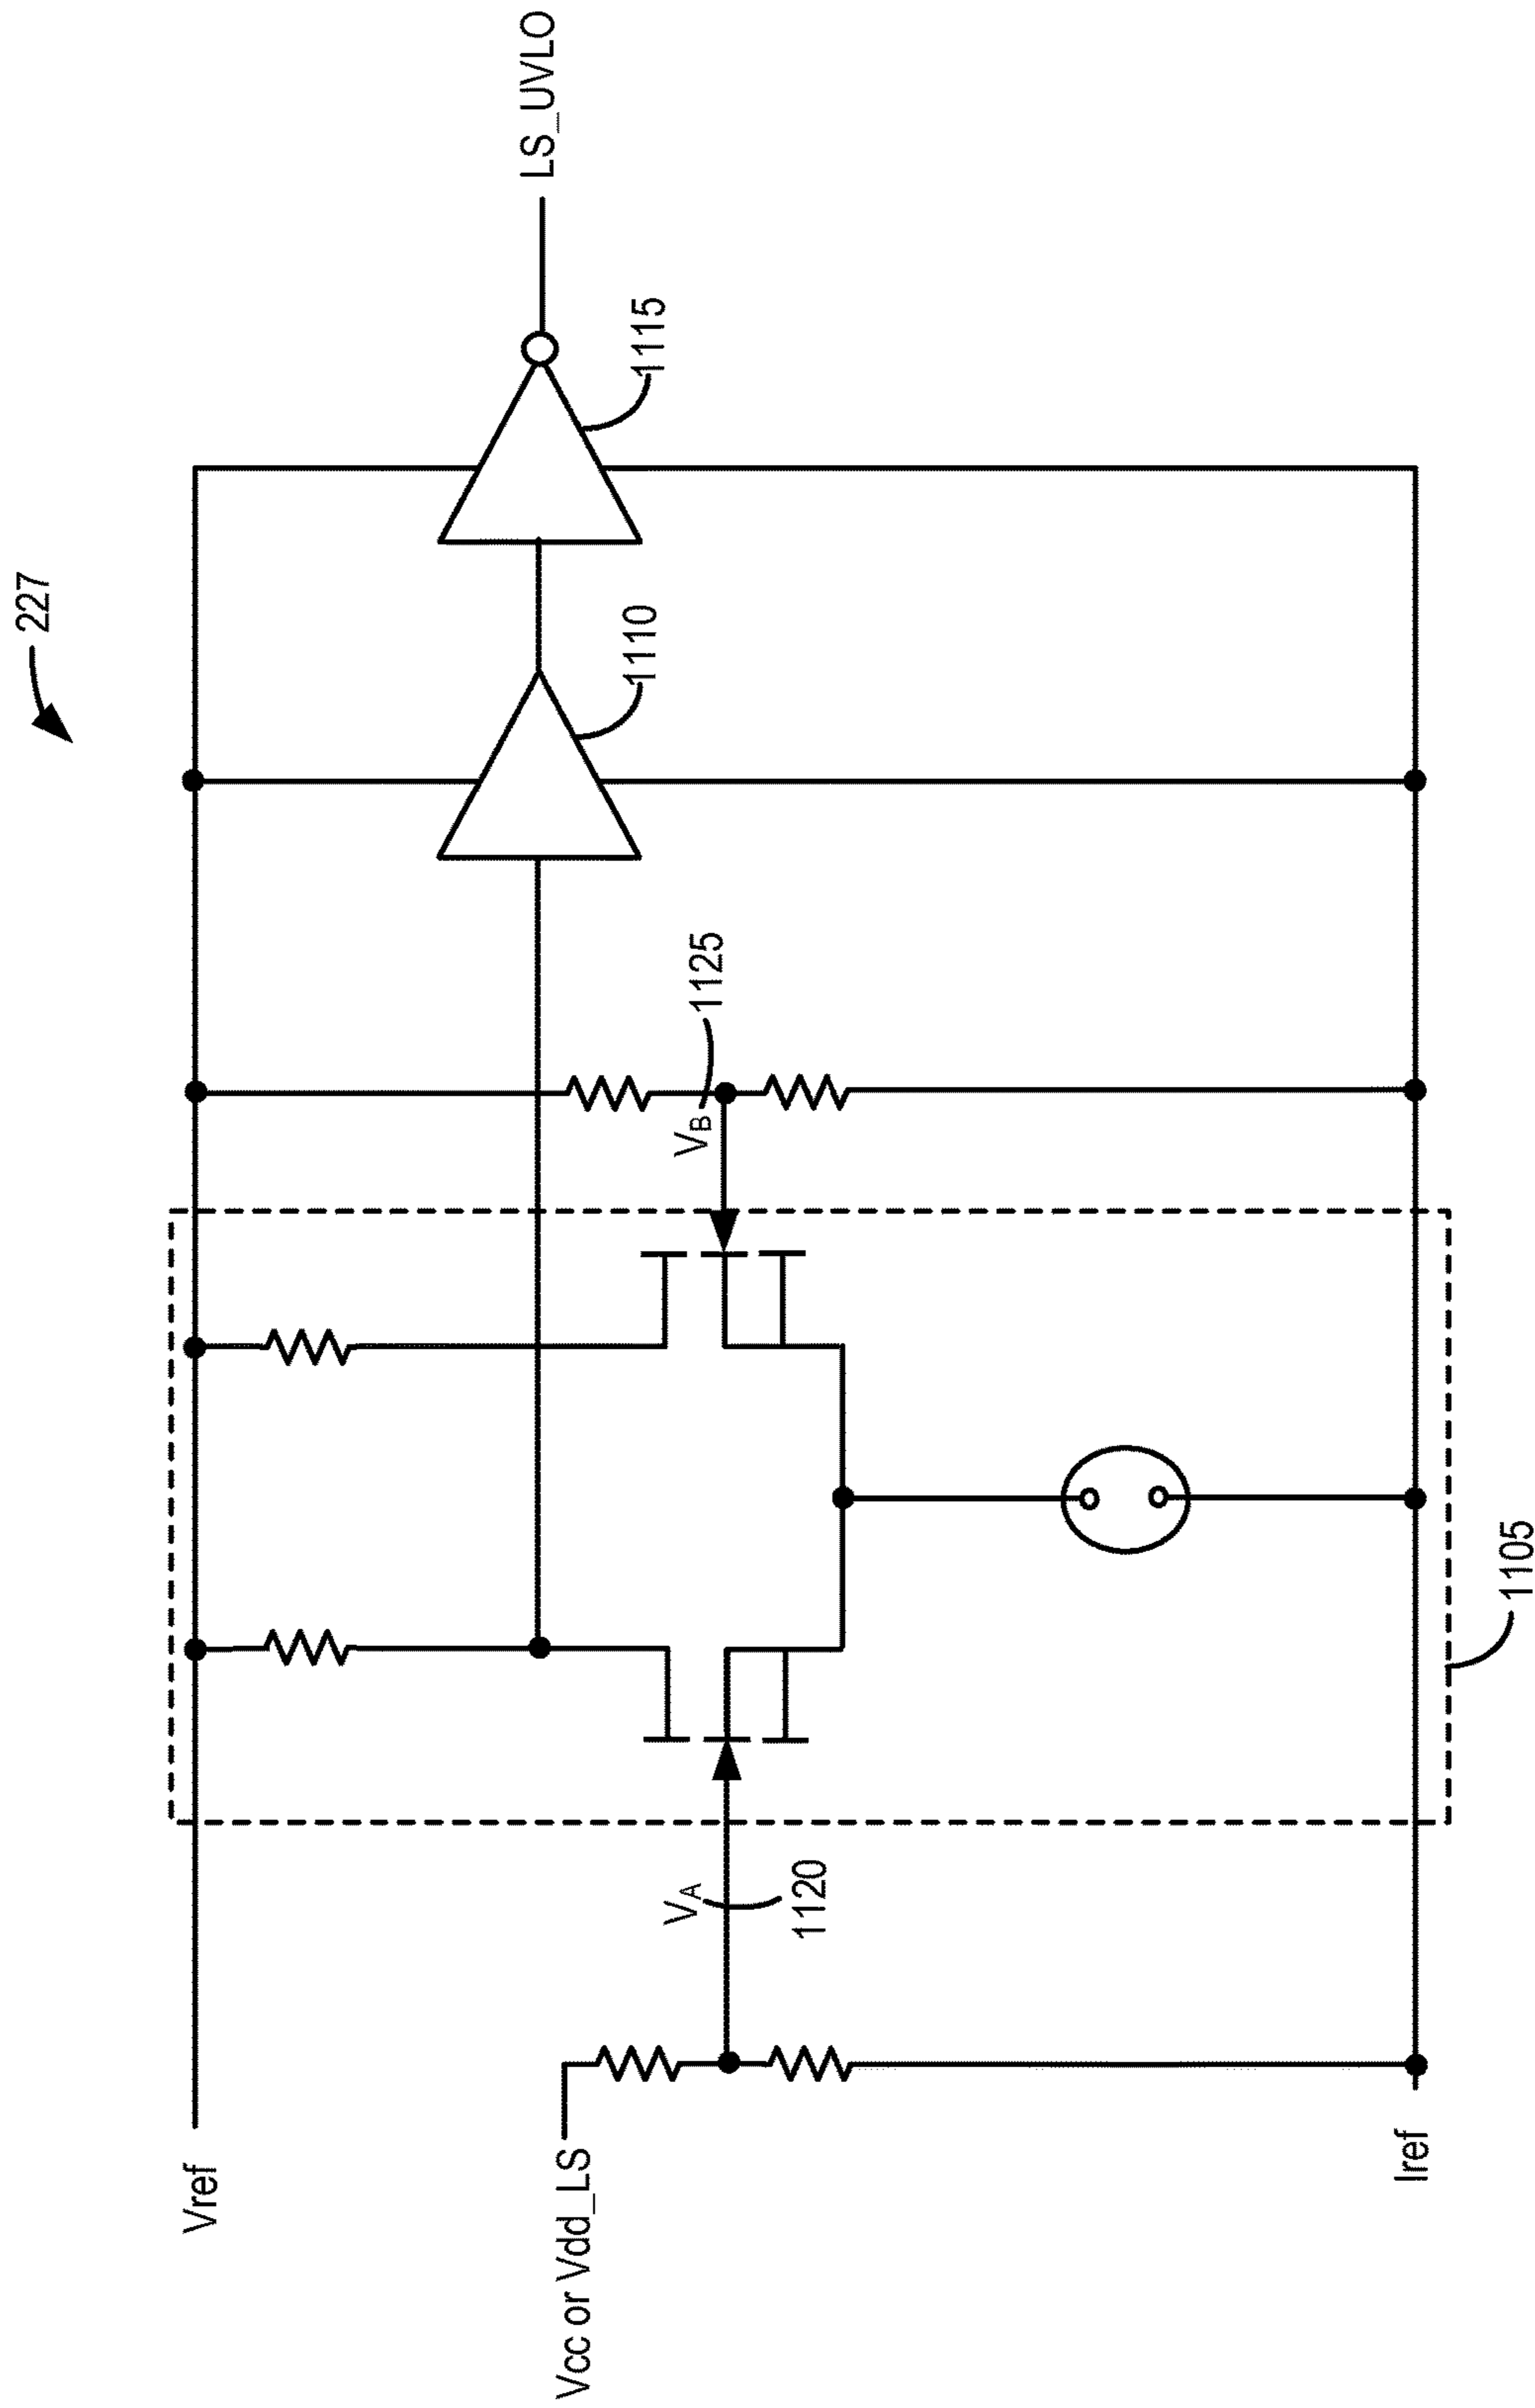 227
Vref
LS_UVLO
1115
1110
Vcc or Vdd_LS
VA
1120
VB
1125
Iref
1105